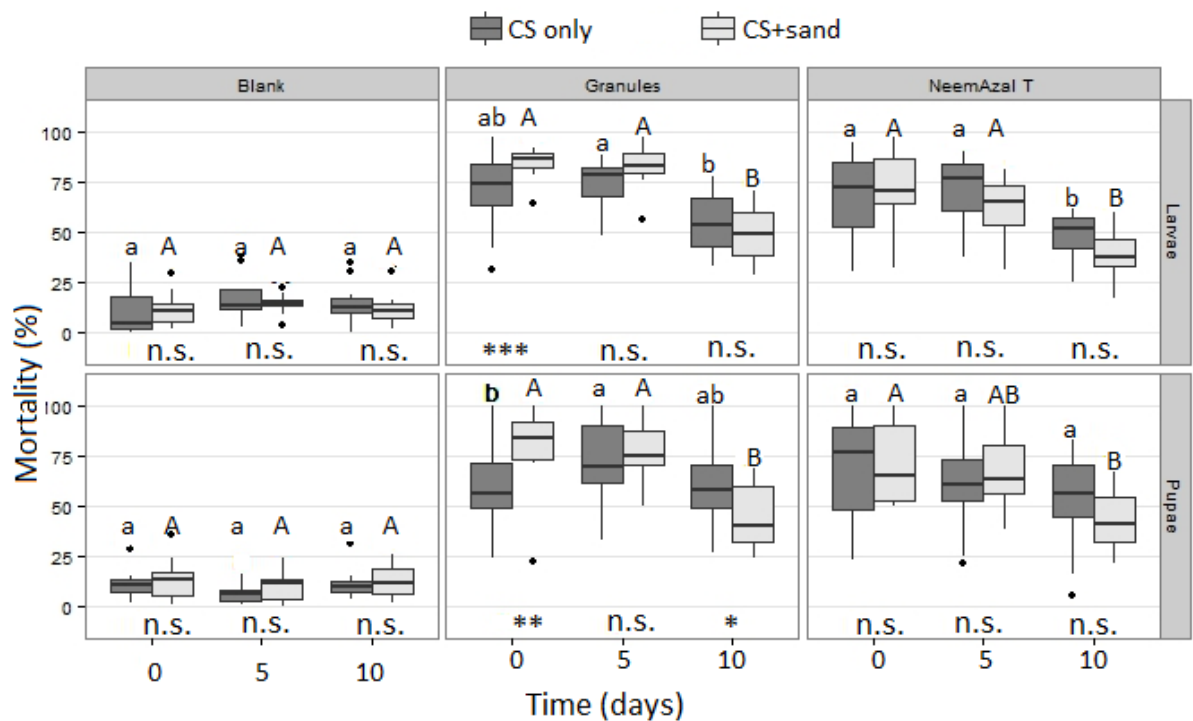 CS only CS+sand
Blank Granules NeemAzal T
100
75
50
25
0
ab A a A b B
a A a A b B
a A a A a A
n.s. n.s. n.s.
*** n.s. n.s.
n.s. n.s. n.s.
Larvae
100
75
50
25
0
b A a A ab B
a A a AB a B
a A a A a A
n.s. n.s. n.s.
** n.s. *
n.s. n.s. n.s.
Pupae
0 5 10
0 5 10
0 5 10
Mortality (%)
Time (days)